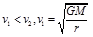 v₁ < v₂, v₁ = √(GM/r)